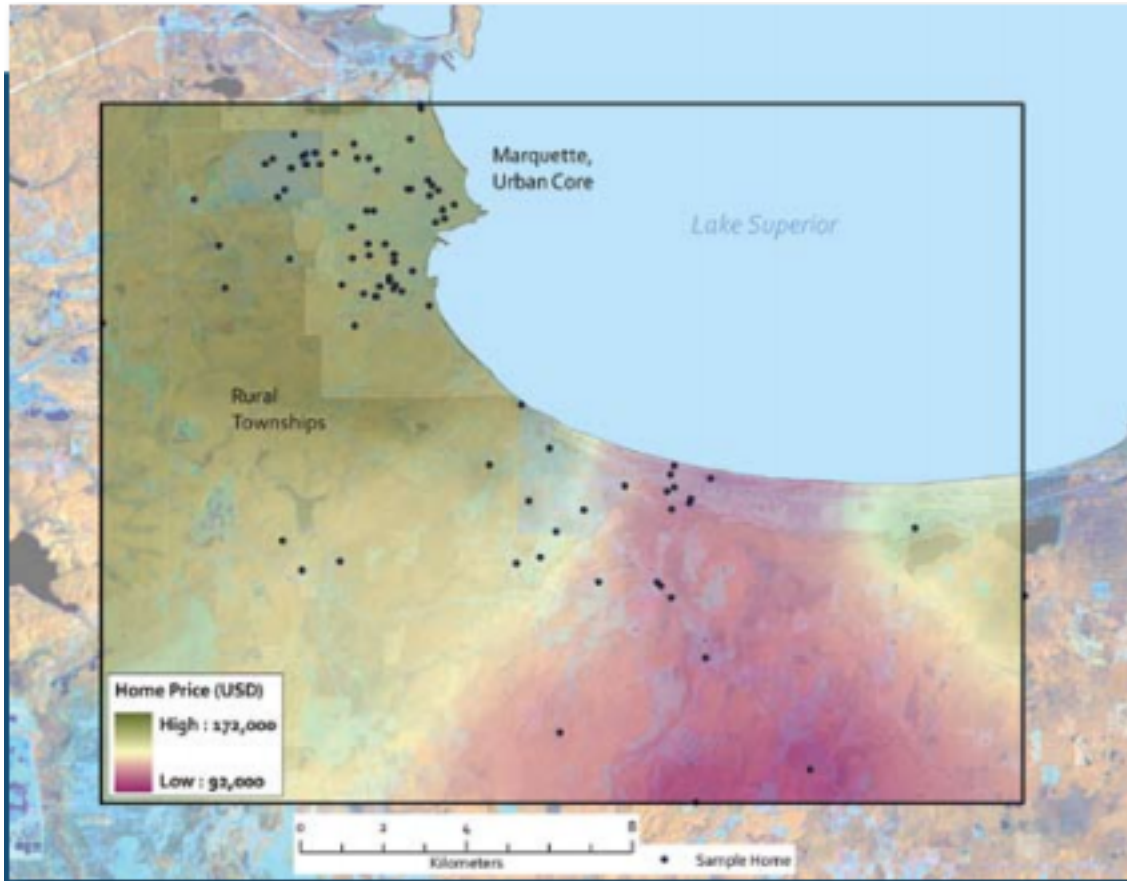 Marquette,
Urban Core
Lake Superior
Rural
Townships
Home Price (USD)
High : 172,000
Low : 92,000
0 2 4 8
Kilometers
Sample Home